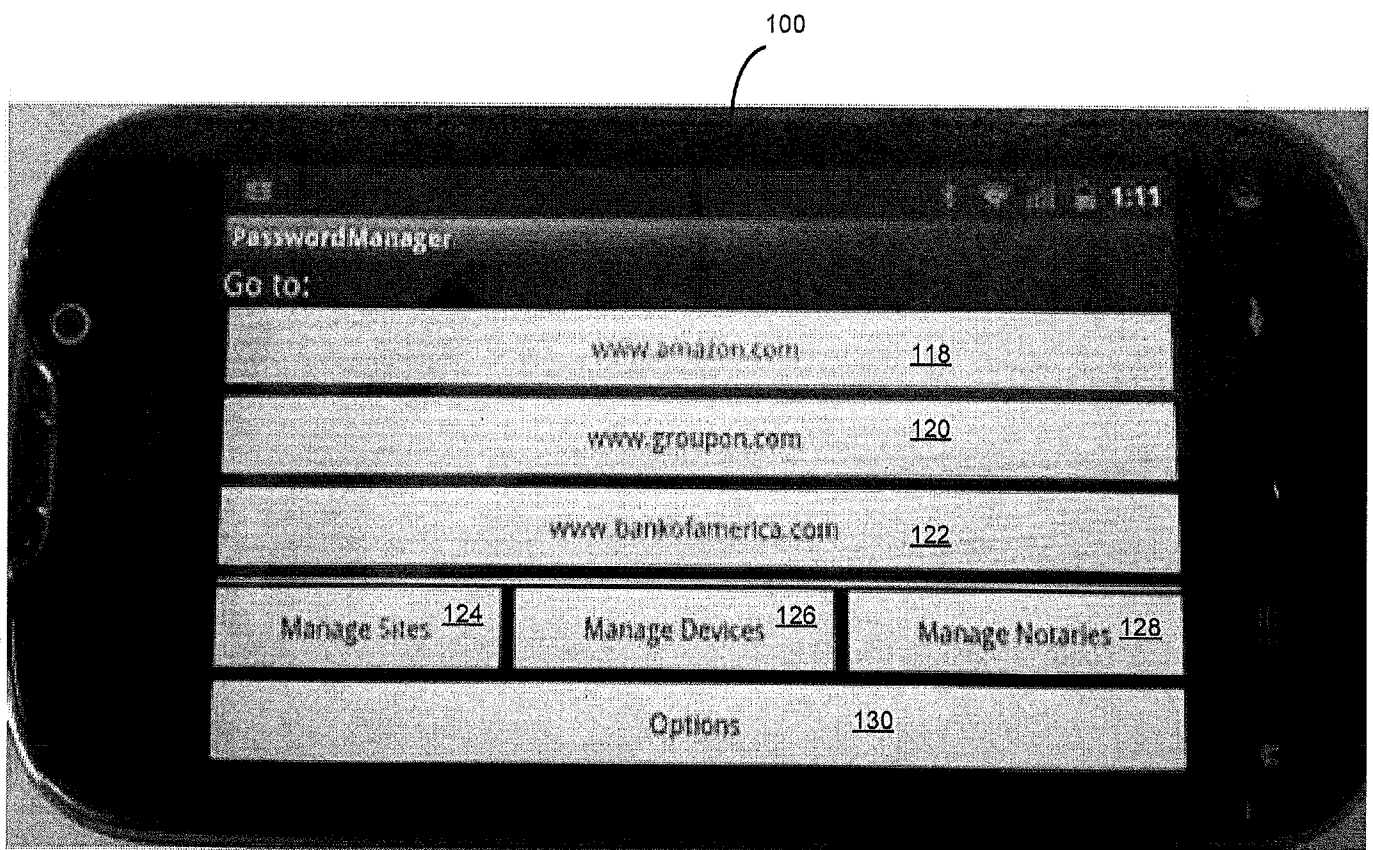 100
1:11
PasswordManager
Go to:
www.amazon.com 118
www.groupon.com 120
www.bankofamerica.com 122
Manage Sites 124 Manage Devices 126 Manage Notaries 128
Options 130